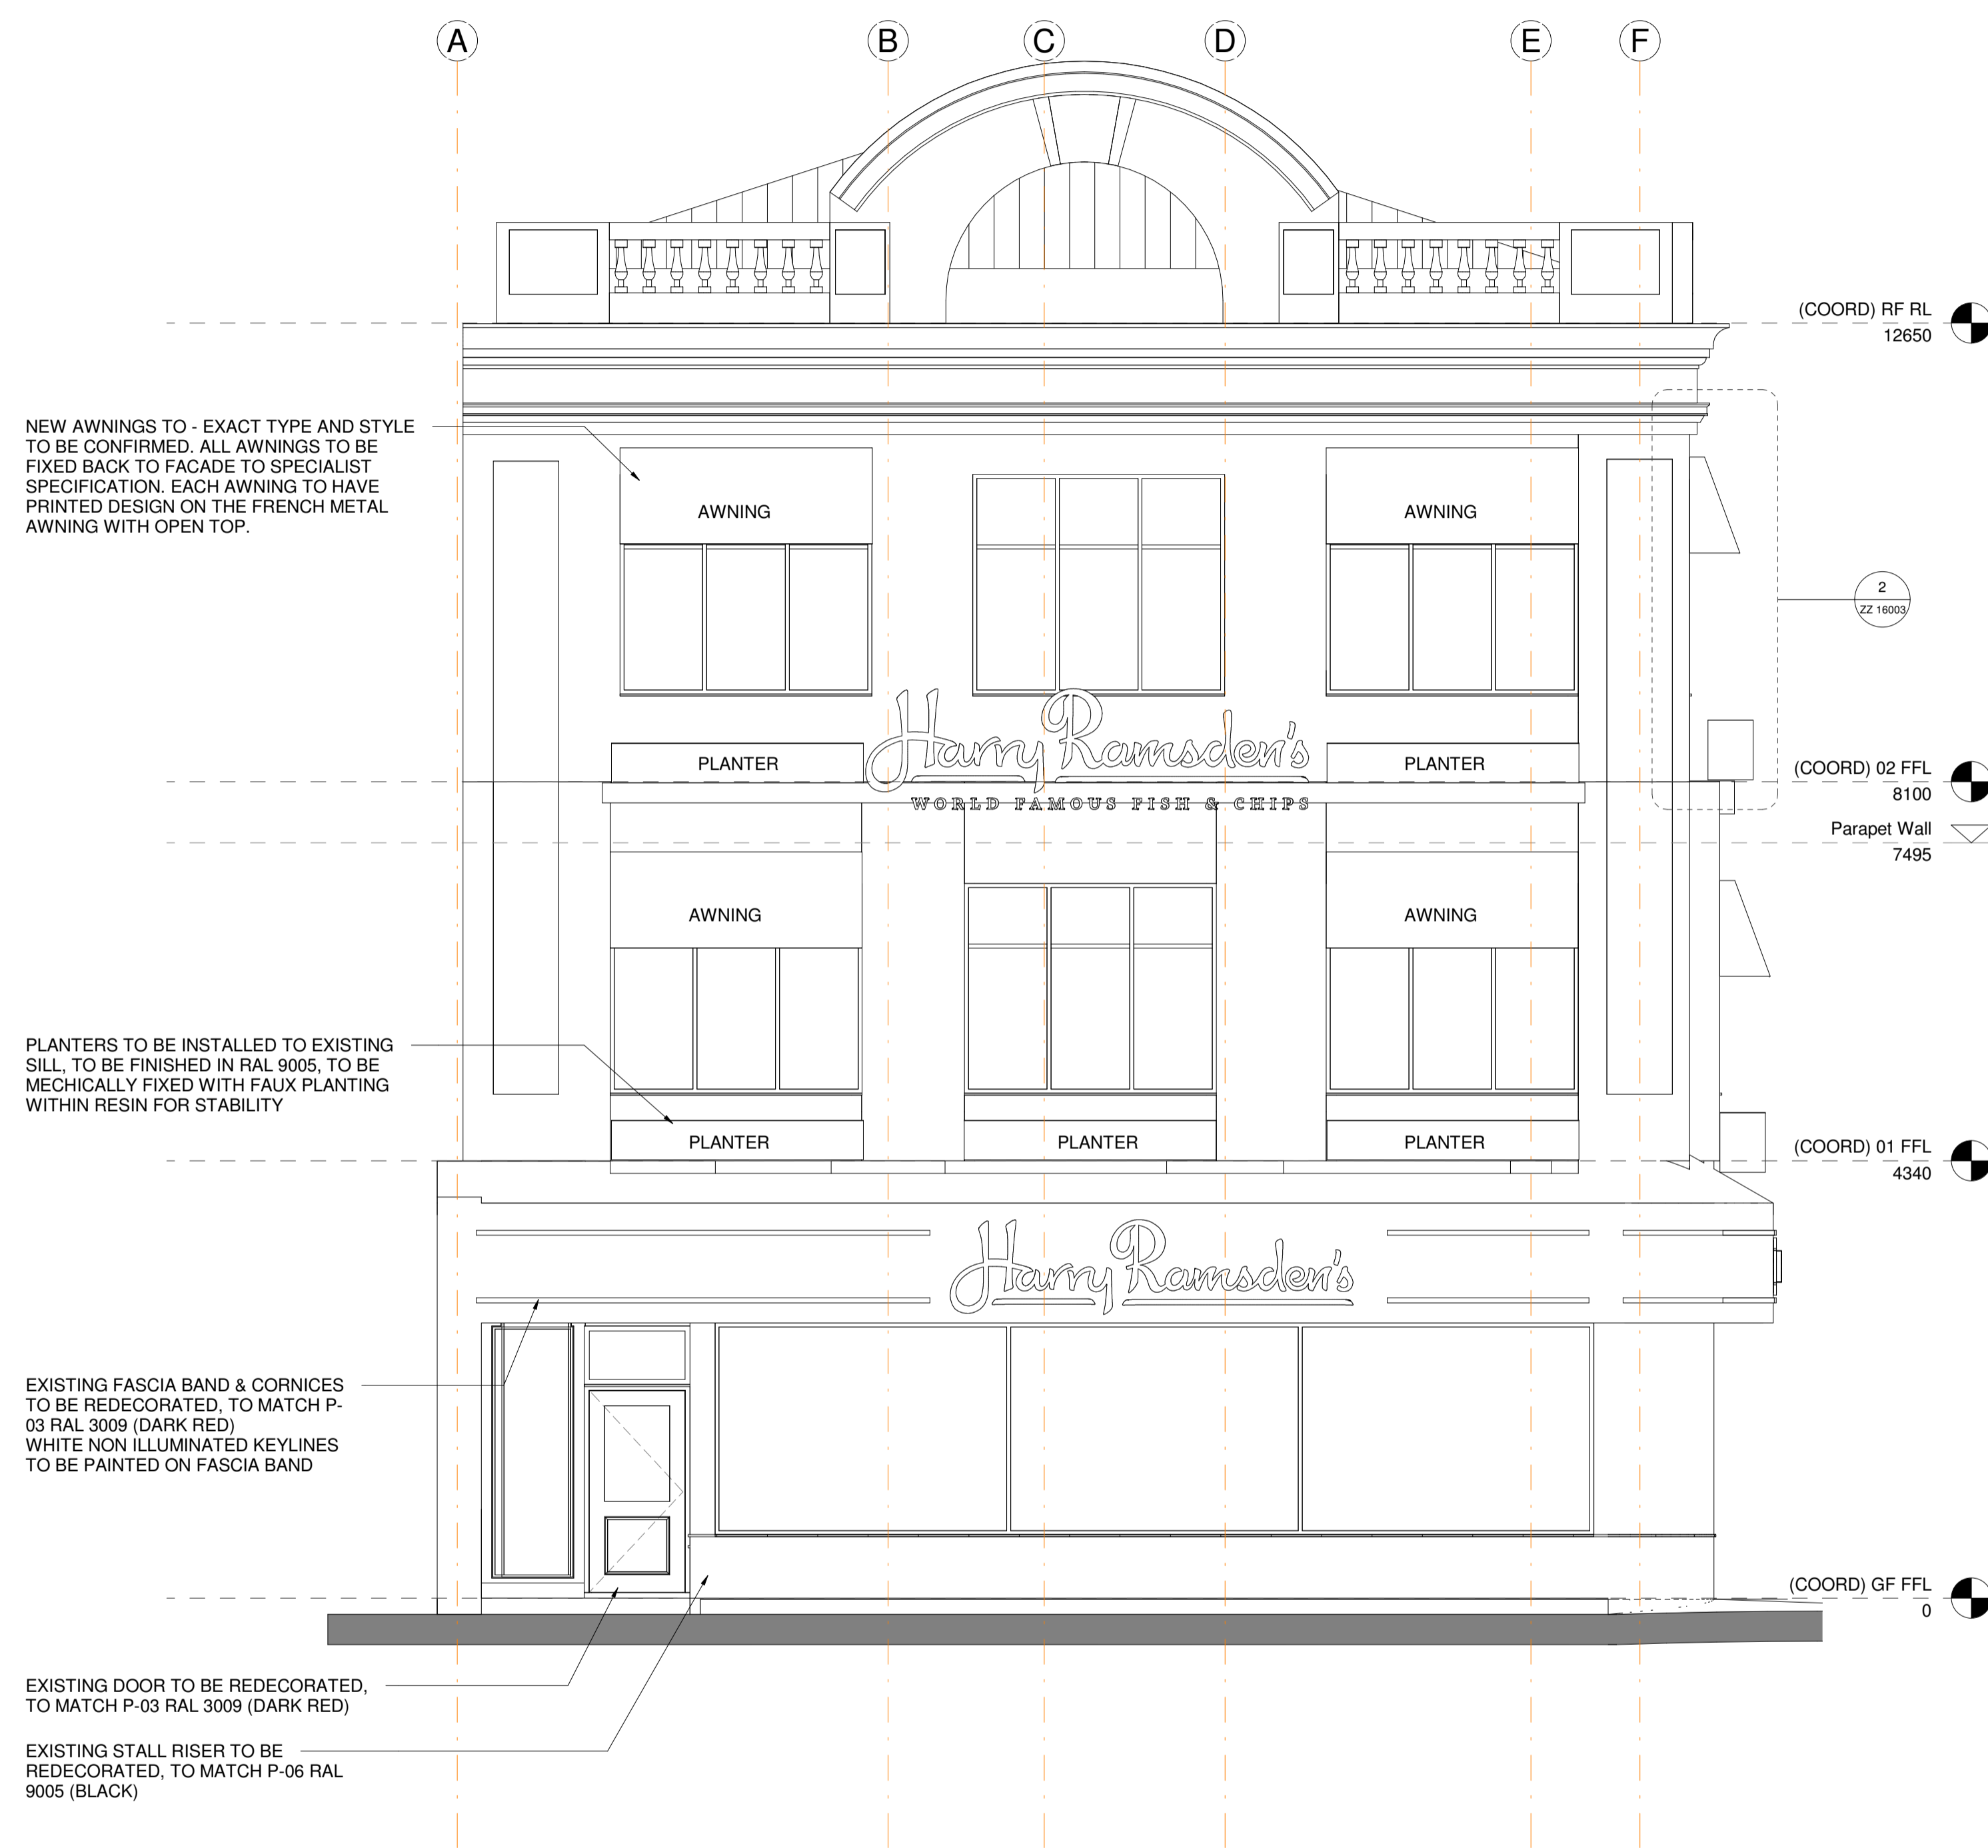 A
B
C
D
E
F
(COORD) RF RL
12650
NEW AWNINGS TO - EXACT TYPE AND STYLE
TO BE CONFIRMED. ALL AWNINGS TO BE
FIXED BACK TO FACADE TO SPECIALIST
SPECIFICATION. EACH AWNING TO HAVE
PRINTED DESIGN ON THE FRENCH METAL
AWNING WITH OPEN TOP.
AWNING
AWNING
2
ZZ 16003
Harry Ramsden's
WORLD FAMOUS FISH & CHIPS
PLANTER
PLANTER
(COORD) 02 FFL
8100
Parapet Wall
7495
AWNING
AWNING
PLANTERS TO BE INSTALLED TO EXISTING
SILL, TO BE FINISHED IN RAL 9005, TO BE
MECHICALLY FIXED WITH FAUX PLANTING
WITHIN RESIN FOR STABILITY
PLANTER
PLANTER
PLANTER
(COORD) 01 FFL
4340
Harry Ramsden's
EXISTING FASCIA BAND & CORNICES
TO BE REDECORATED, TO MATCH P-
03 RAL 3009 (DARK RED)
WHITE NON ILLUMINATED KEYLINES
TO BE PAINTED ON FASCIA BAND
(COORD) GF FFL
0
EXISTING DOOR TO BE REDECORATED,
TO MATCH P-03 RAL 3009 (DARK RED)
EXISTING STALL RISER TO BE
REDECORATED, TO MATCH P-06 RAL
9005 (BLACK)